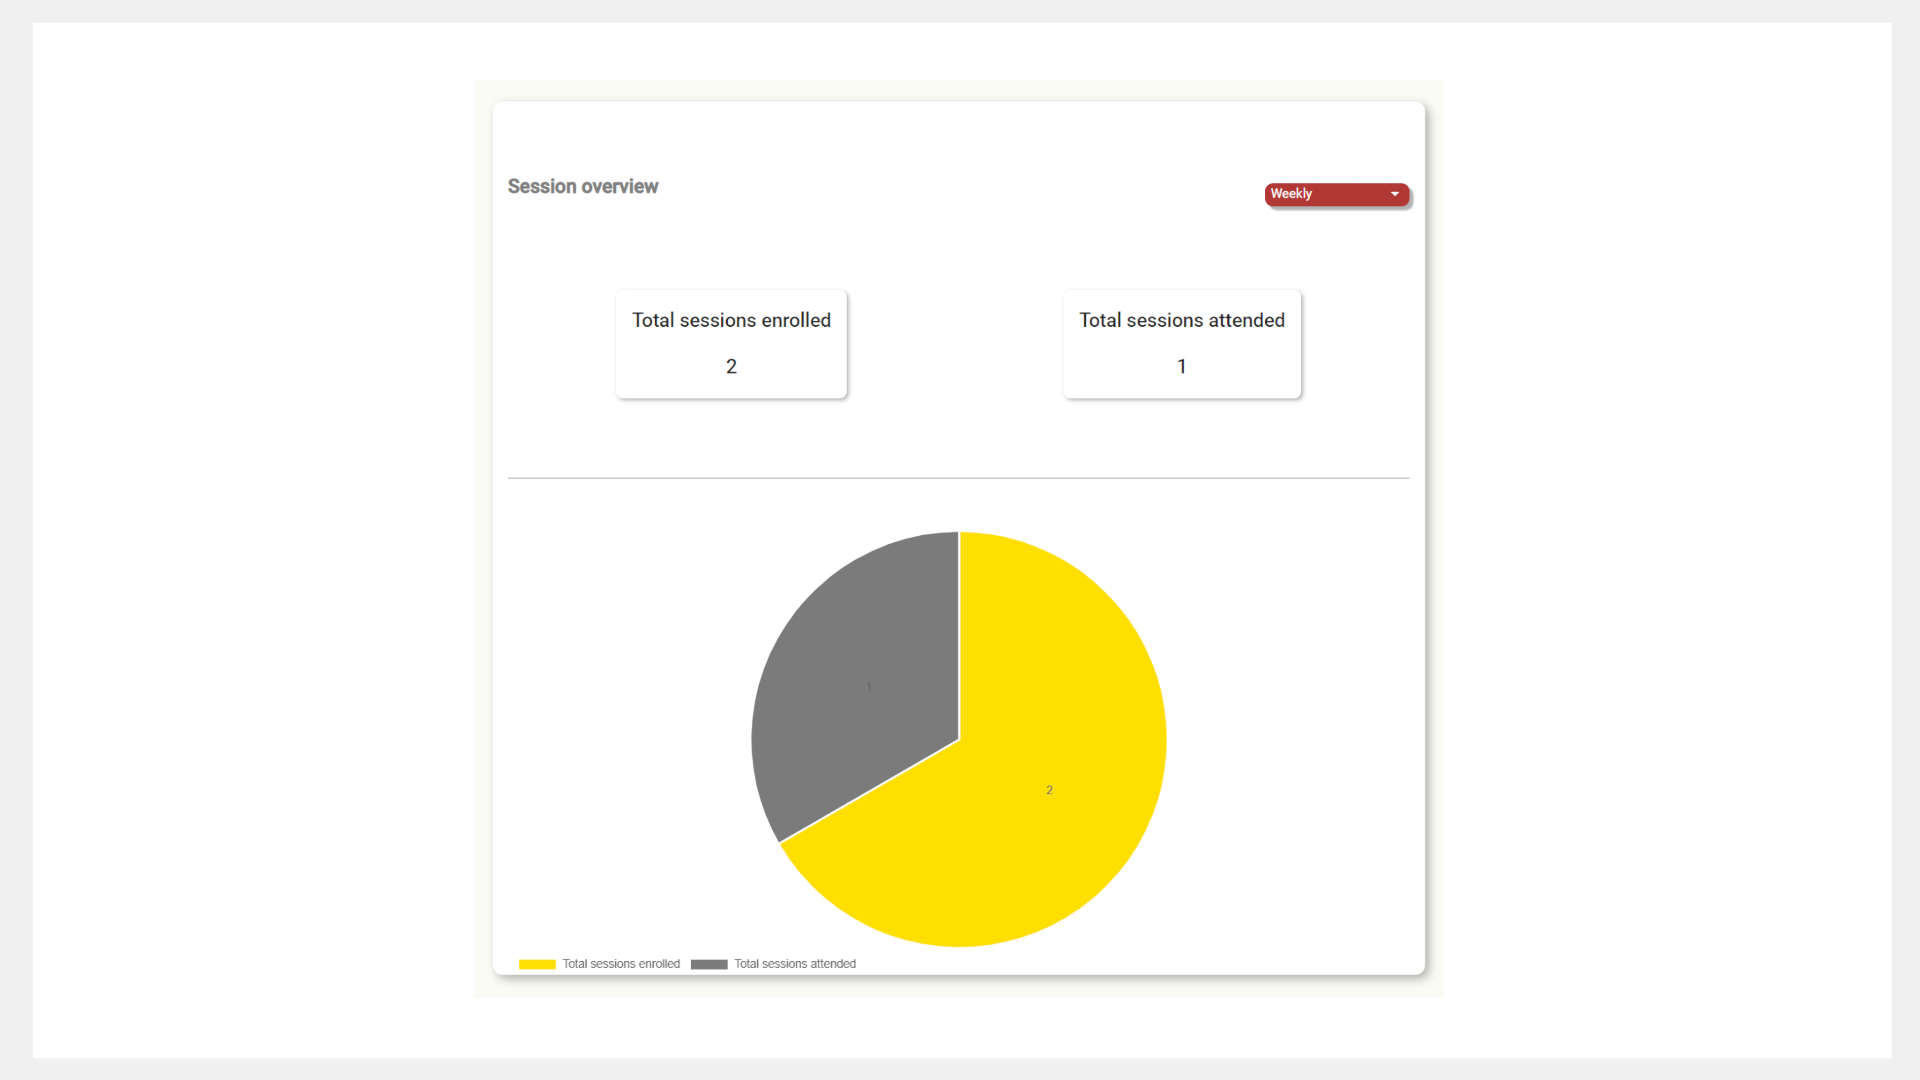 Session overview
Weekly
Total sessions enrolled
2
Total sessions attended
1
1
2
Total sessions enrolled
Total sessions attended